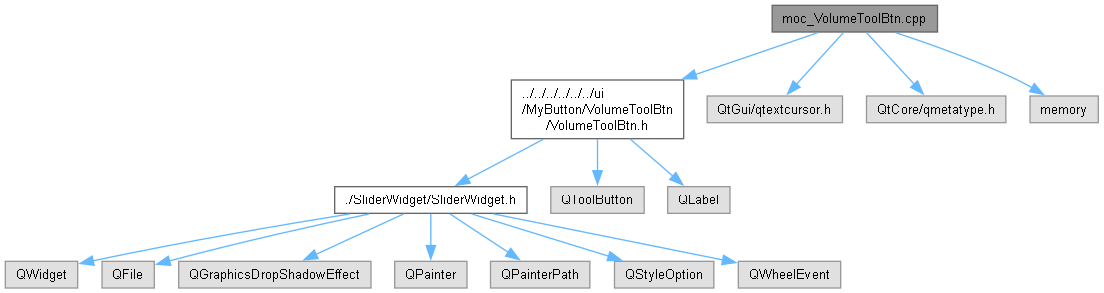 moc_VolumeToolBtn.cpp
../../../../../../ui
/MyButton/VolumeToolBtn
/VolumeToolBtn.h
QtGui/qtextcursor.h
QtCore/qmetatype.h
memory
./SliderWidget/SliderWidget.h
QToolButton
QLabel
QWidget
QFile
QGraphicsDropShadowEffect
QPainter
QPainterPath
QStyleOption
QWheelEvent